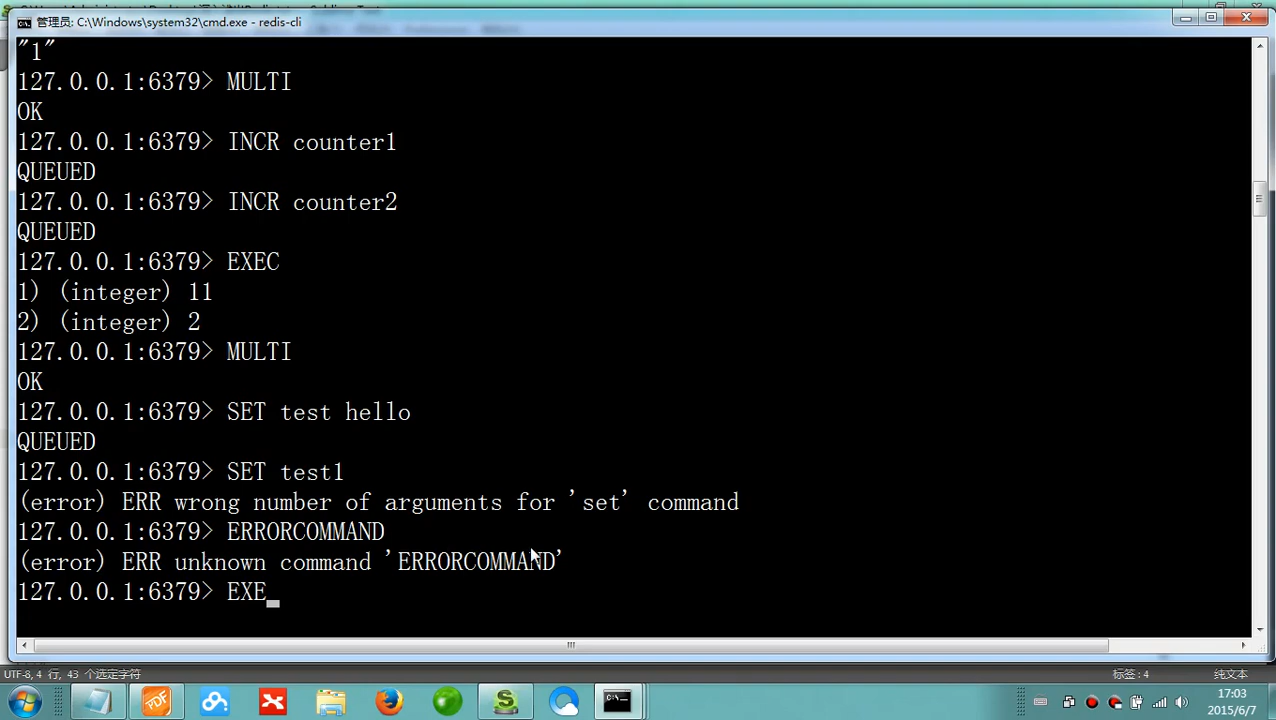 管理员: C:\Windows\system32\cmd.exe - redis-cli
"1"
127.0.0.1:6379> MULTI
OK
127.0.0.1:6379> INCR counter1
QUEUED
127.0.0.1:6379> INCR counter2
QUEUED
127.0.0.1:6379> EXEC
1) (integer) 11
2) (integer) 2
127.0.0.1:6379> MULTI
OK
127.0.0.1:6379> SET test hello
QUEUED
127.0.0.1:6379> SET test1
(error) ERR wrong number of arguments for 'set' command
127.0.0.1:6379> ERRORCOMMAND
(error) ERR unknown command 'ERRORCOMMAND'
127.0.0.1:6379> EXE
UTF-8, 4 行, 43 个选定字符
标签: 4
纯文本
PDF
17:03
2015/6/7